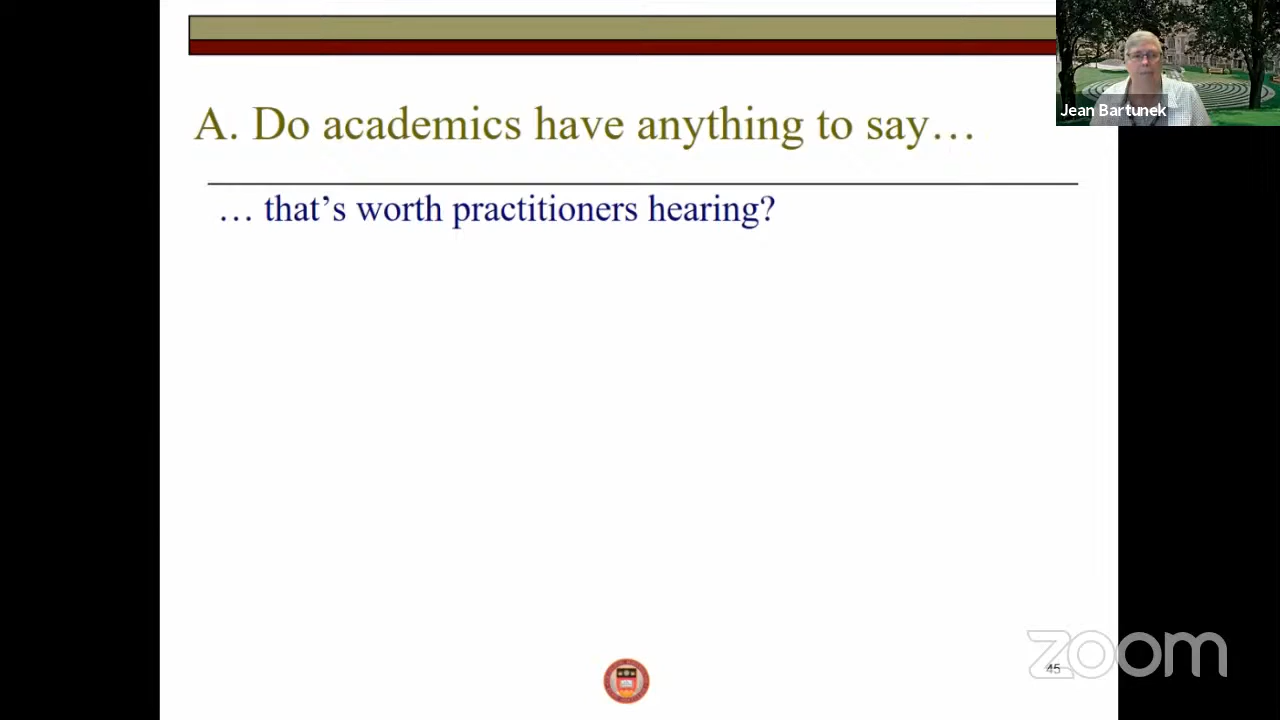 Jean Bartunek
A. Do academics have anything to say…
… that’s worth practitioners hearing?
45
zoom